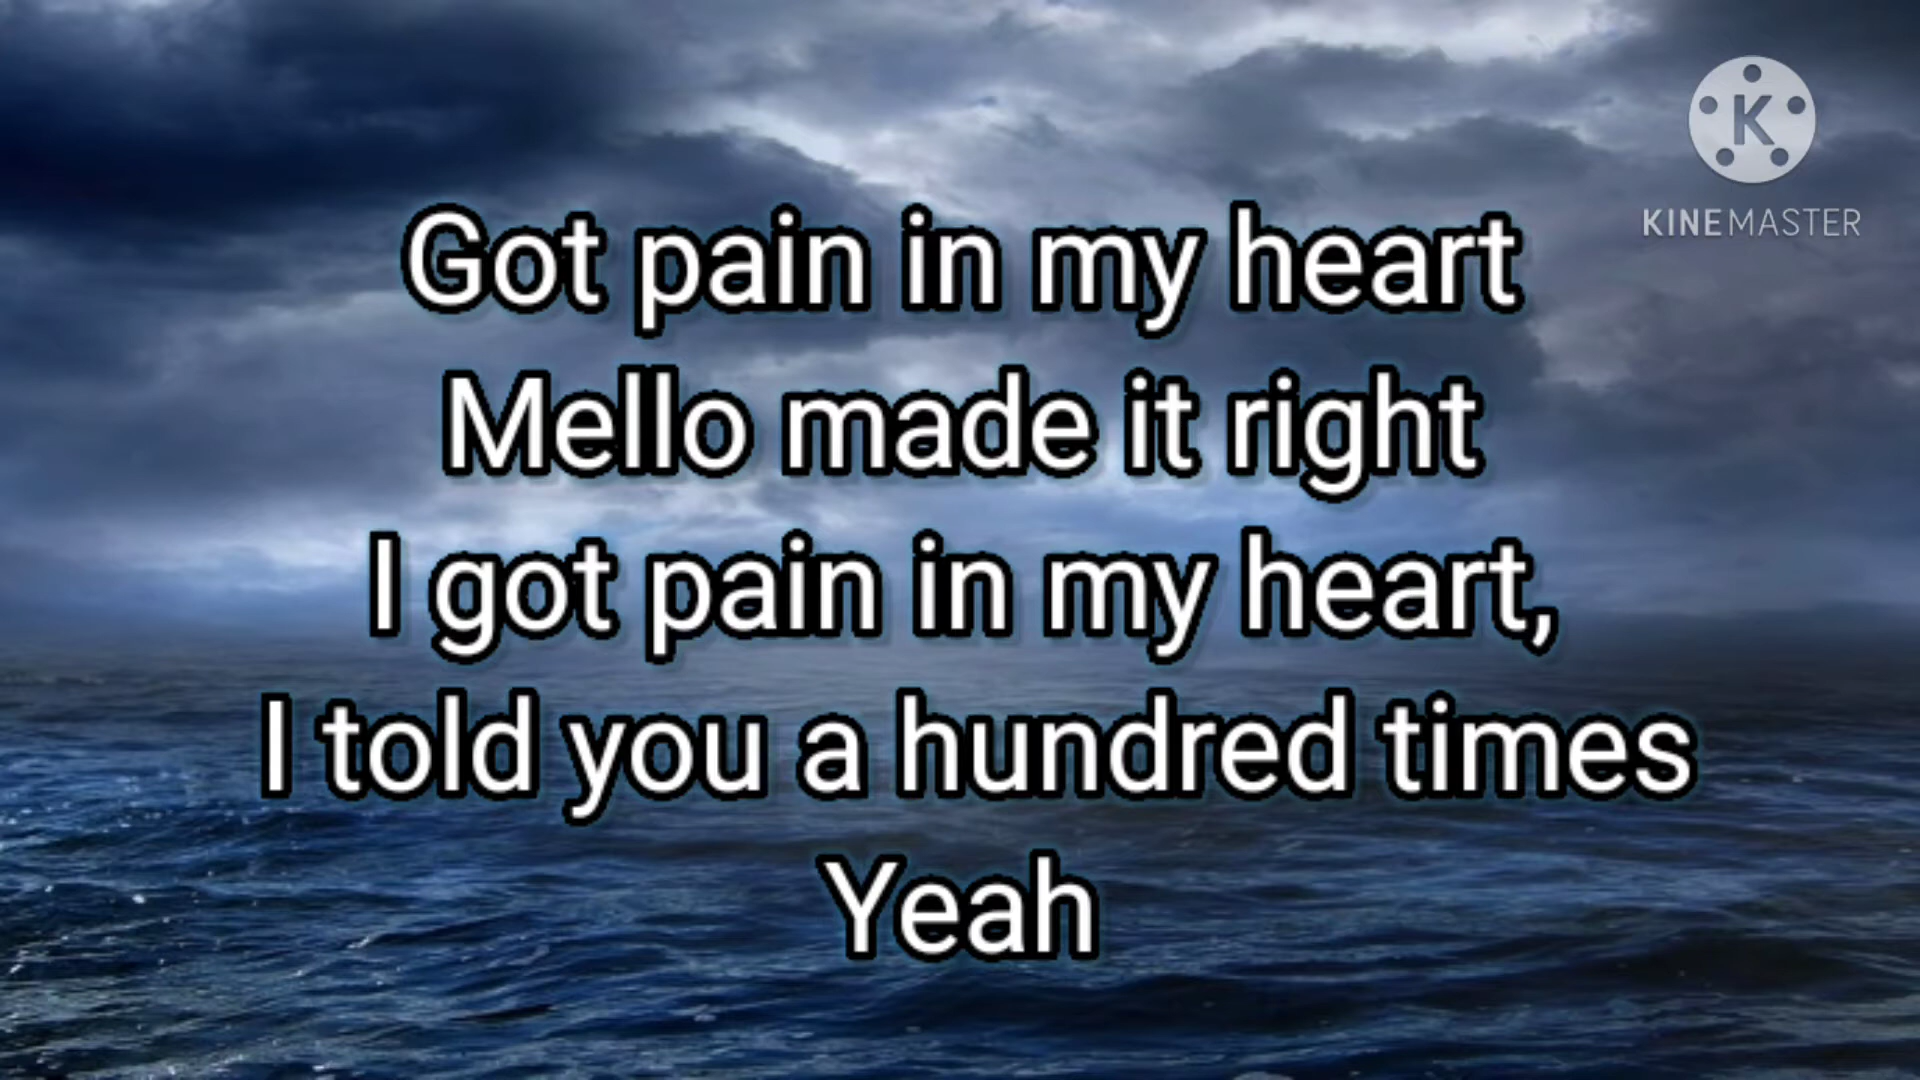 K
KINEMASTER
Got pain in my heart
Mello made it right
I got pain in my heart,
I told you a hundred times
Yeah